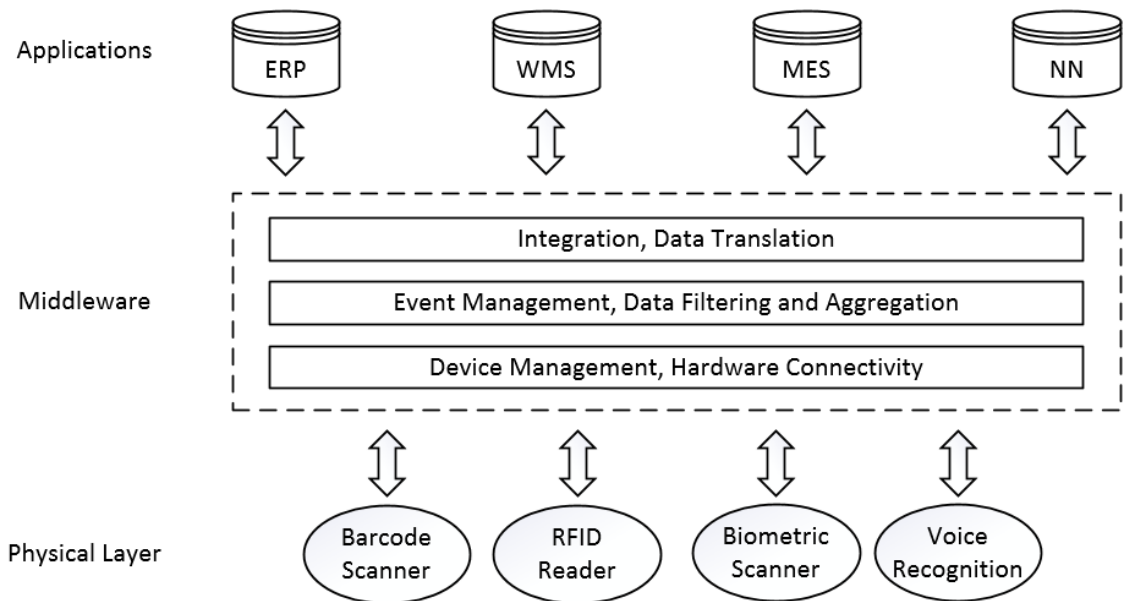 Applications
ERP
WMS
MES
NN
Middleware
Integration, Data Translation
Event Management, Data Filtering and Aggregation
Device Management, Hardware Connectivity
Physical Layer
Barcode
Scanner
RFID
Reader
Biometric
Scanner
Voice
Recognition